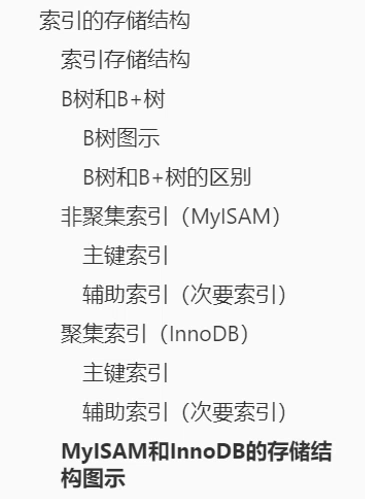 索引的存储结构
索引存储结构
B树和B+树
B树图示
B树和B+树的区别
非聚集索引（MyISAM）
主键索引
辅助索引（次要索引）
聚集索引（InnoDB）
主键索引
辅助索引（次要索引）
MyISAM和InnoDB的存储结
构图示